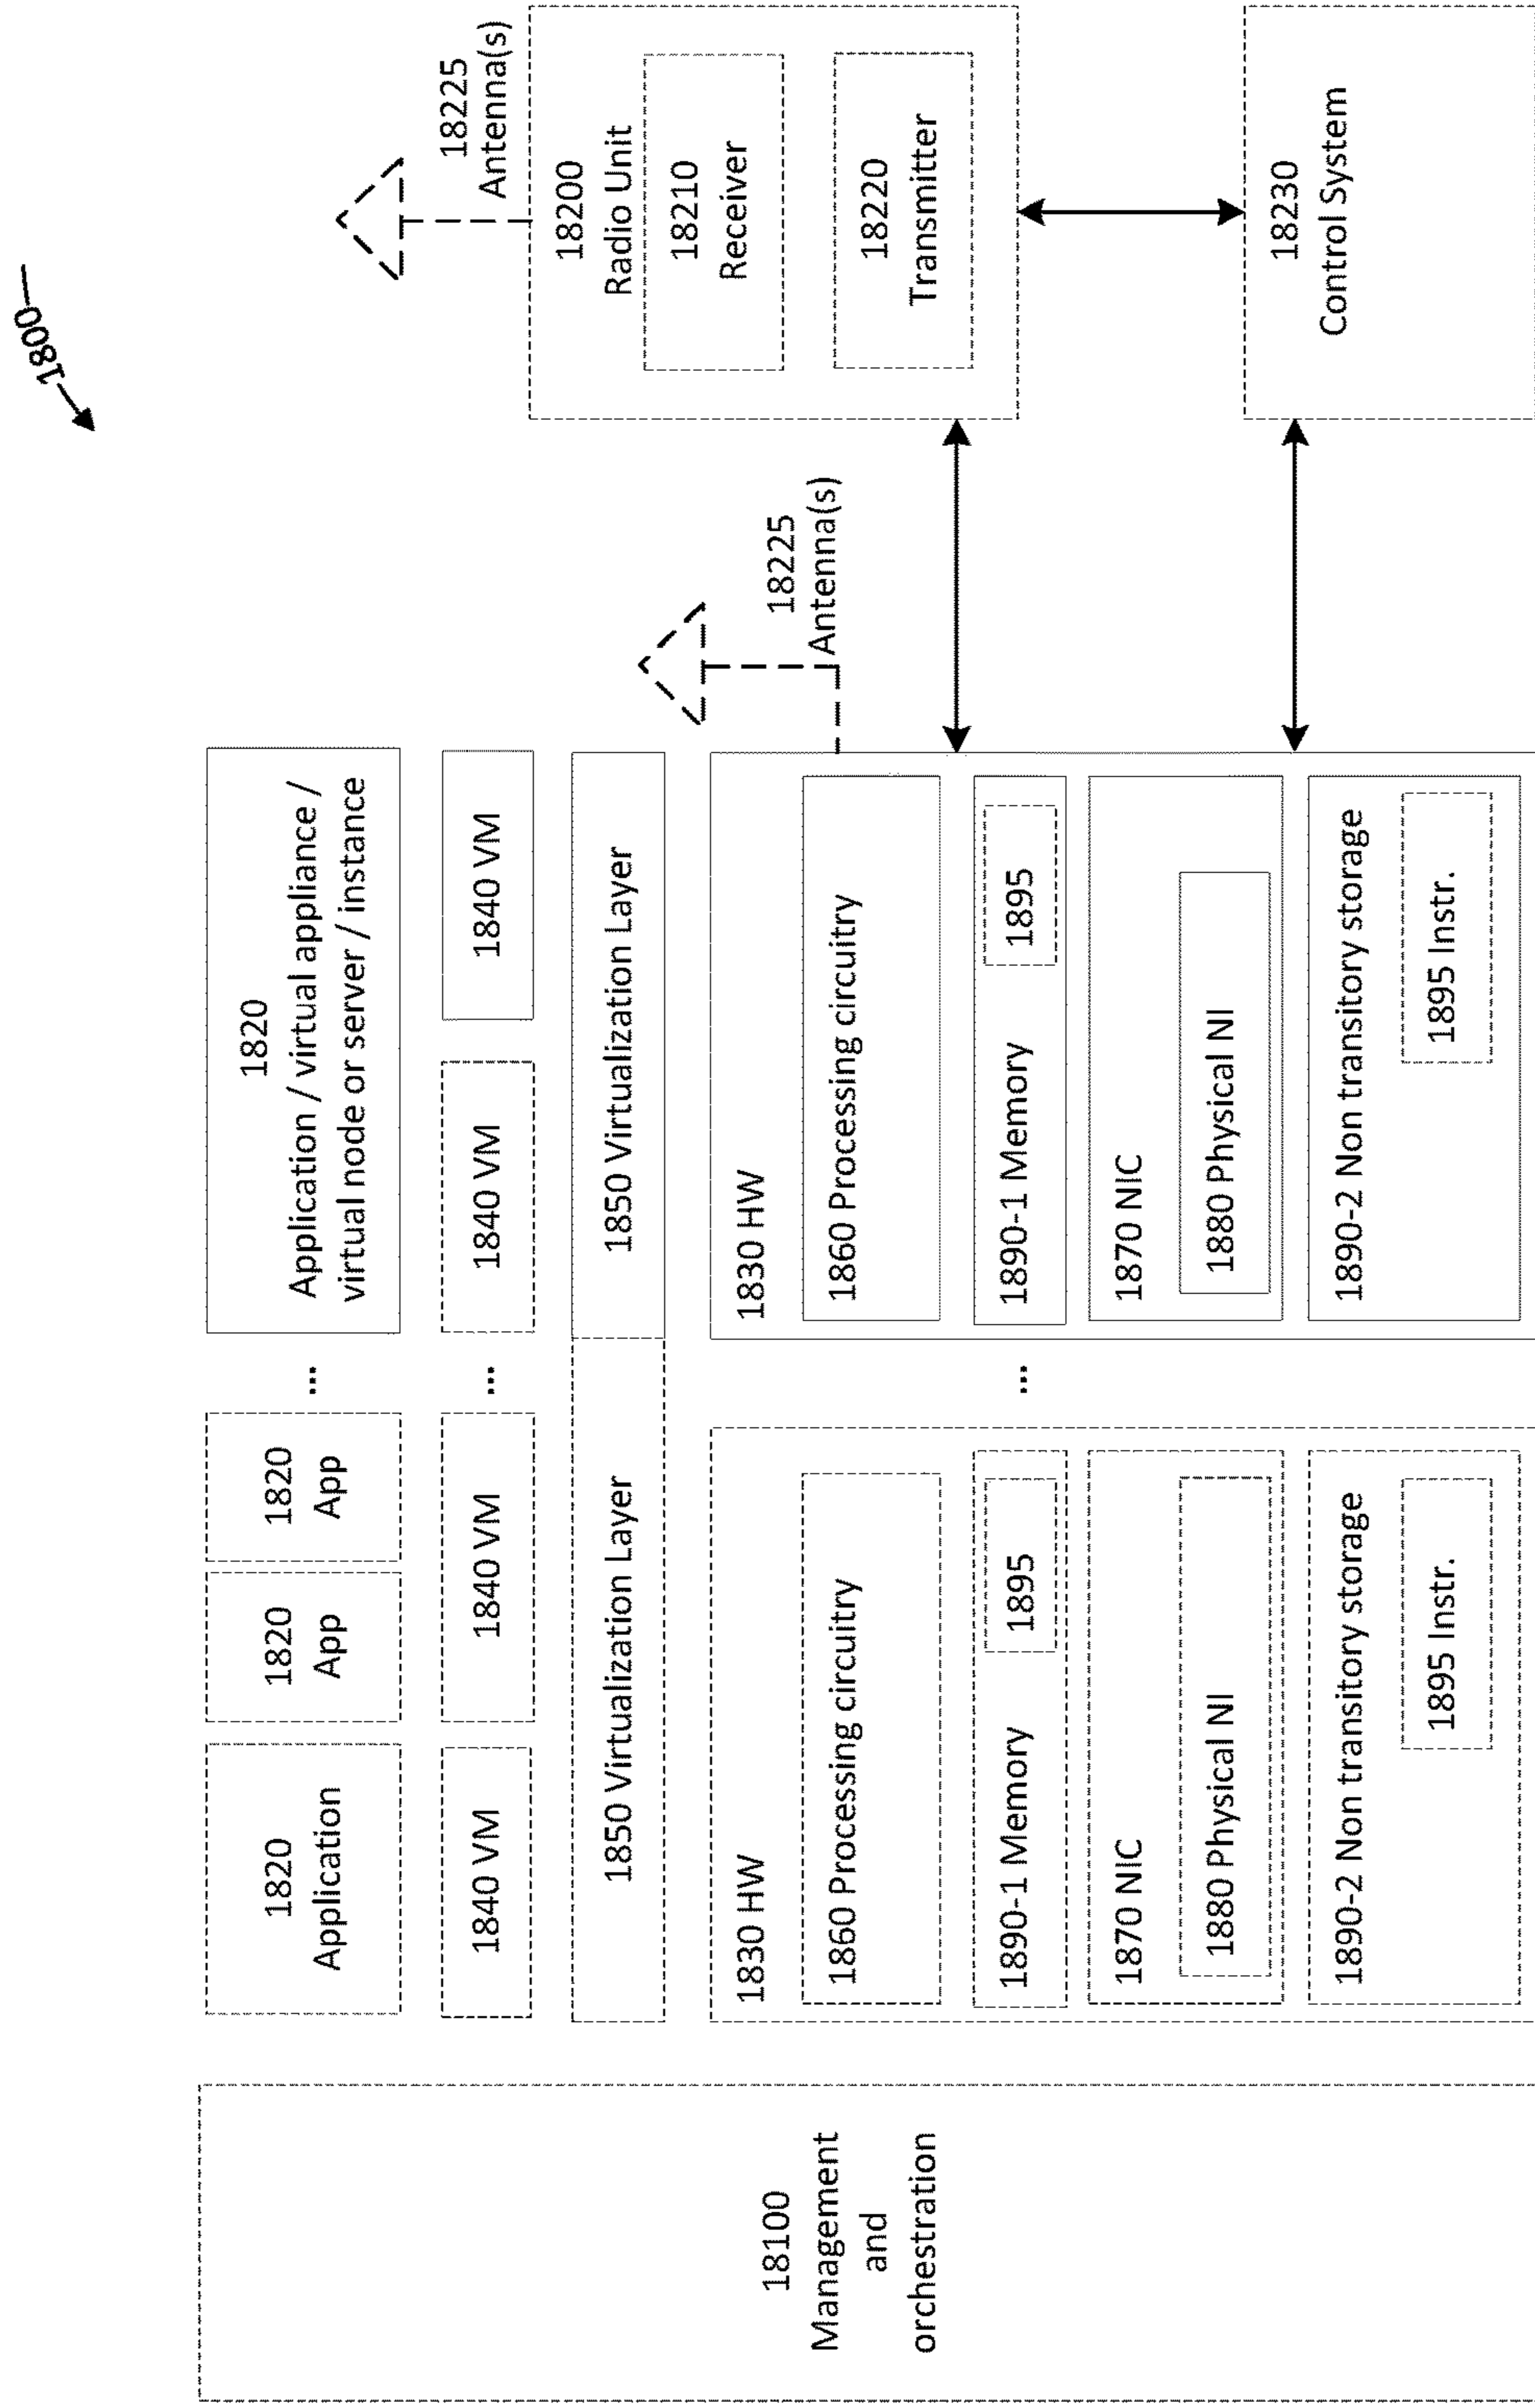 1800
18100
Management
and
orchestration
1820
Application
1820
App
1820
App
...
1820
Application / virtual appliance /
virtual node or server / instance
1840 VM
1840 VM
...
1840 VM
1840 VM
1850 Virtualization Layer
1850 Virtualization Layer
1830 HW
1860 Processing circuitry
1890-1 Memory
1895
1870 NIC
1880 Physical NI
1890-2 Non transitory storage
1895 Instr.
...
1830 HW
1860 Processing circuitry
1890-1 Memory
1895
1870 NIC
1880 Physical NI
1890-2 Non transitory storage
1895 Instr.
18225
Antenna(s)
18225
Antenna(s)
18200
Radio Unit
18210
Receiver
18220
Transmitter
18230
Control System